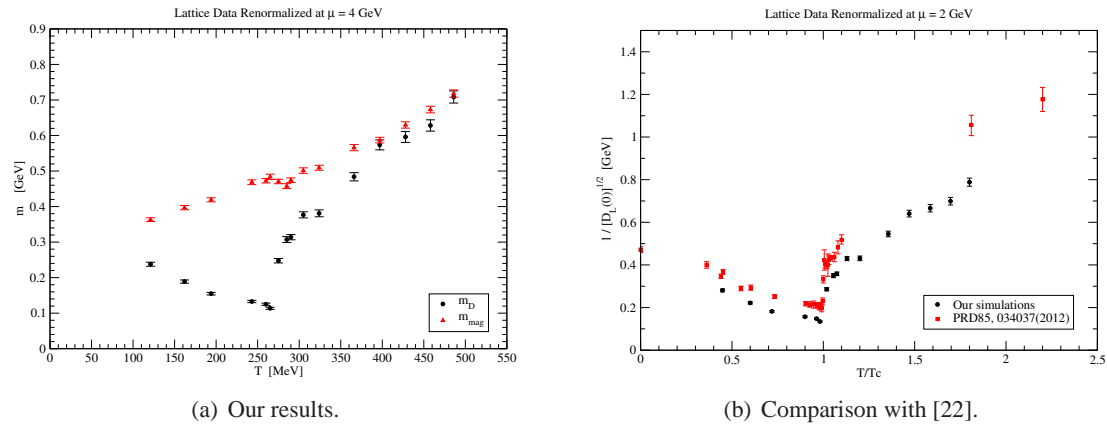 Lattice Data Renormalized at μ = 4 GeV
0.9
0.8
0.7
0.6
0.5
0.4
0.3
0.2
0.1
0
m [GeV]
0 50 100 150 200 250 300 350 400 450 500 550
T [MeV]
m_D
m_mag
(a) Our results.
Lattice Data Renormalized at μ = 2 GeV
1.4
1.2
1
0.8
0.6
0.4
0.2
0
1 / [D_L(0)]^{1/2} [GeV]
0 0.5 1 1.5 2 2.5
T/Tc
Our simulations
PRD85, 034037(2012)
(b) Comparison with [22].